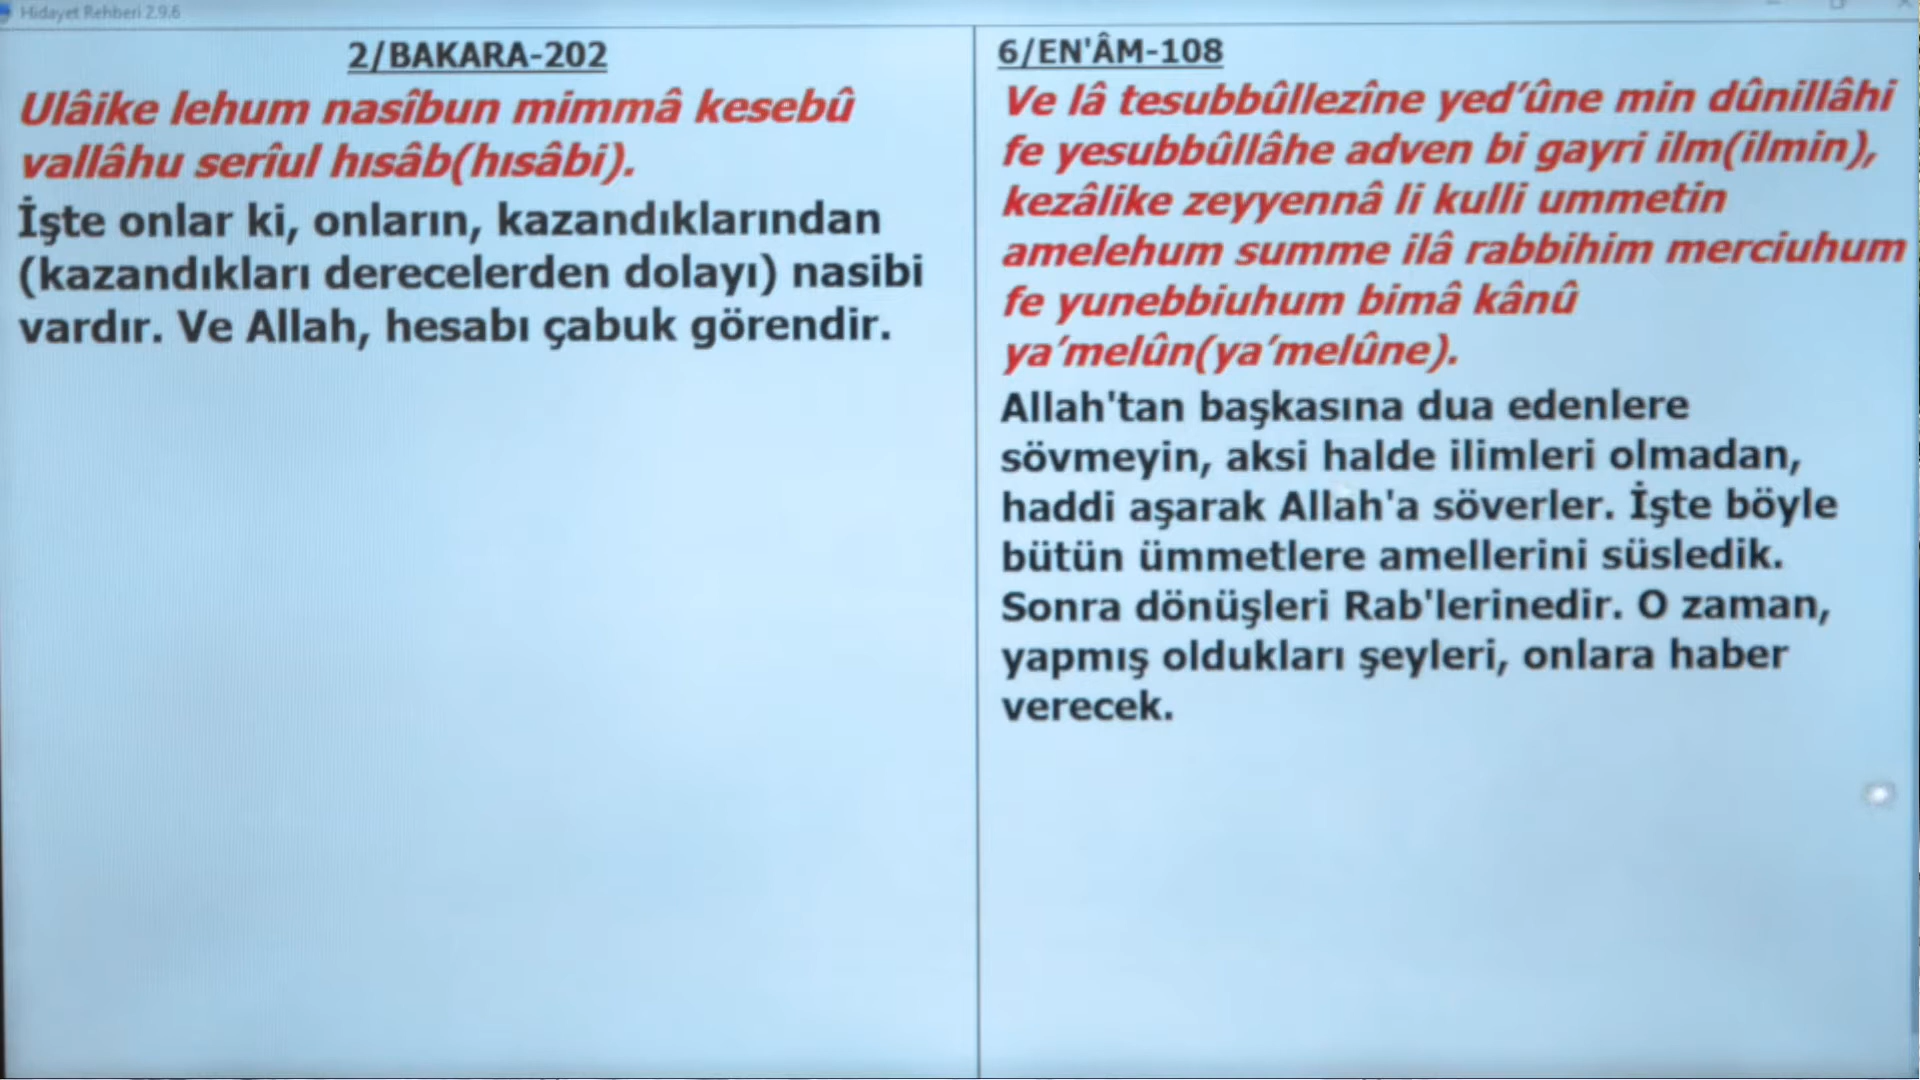 Hidayet Rehberi 2.9.6
2/BAKARA-202
Ulâike lehum nasîbun mimmâ kesebû
vallâhu serîul hısâb(hısâbi).
İşte onlar ki, onların, kazandıklarından
(kazandıkları derecelerden dolayı) nasibi
vardır. Ve Allah, hesabı çabuk görendir.
6/EN'ÂM-108
Ve lâ tesubbûllezîne yed’ûne min dûnillâhi
fe yesubbûllâhe adven bi gayri ilm(ilmin),
kezâlike zeyyennâ li kulli ummetin
amelehum summe ilâ rabbihim merciuhum
fe yunebbiuhum bimâ kânû
ya’melûn(ya’melûne).
Allah'tan başkasına dua edenlere
sövmeyin, aksi halde ilimleri olmadan,
haddi aşarak Allah'a söverler. İşte böyle
bütün ümmetlere amellerini süsledik.
Sonra dönüşleri Rab'lerinedir. O zaman,
yapmış oldukları şeyleri, onlara haber
verecek.